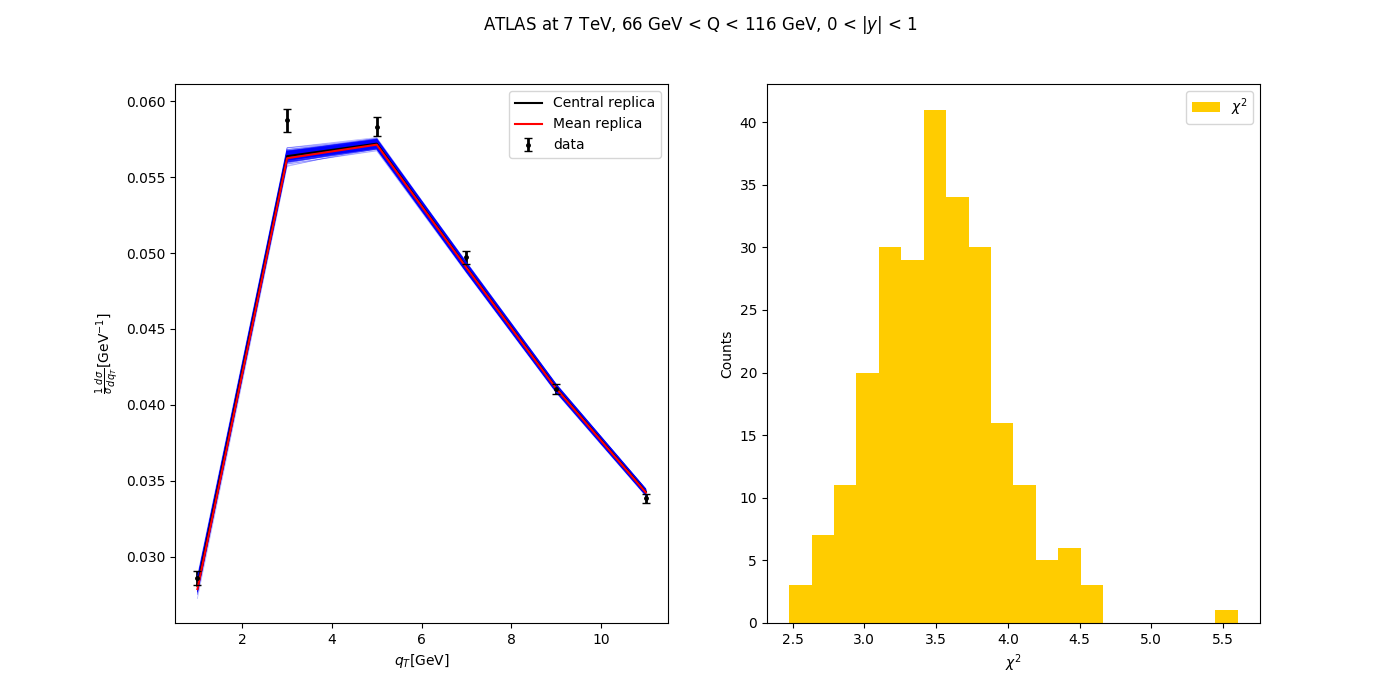 ATLAS at 7 TeV, 66 GeV < Q < 116 GeV, 0 < |y| < 1
0.060
0.055
0.050
0.045
0.040
0.035
0.030
1/σ dσ/dq_T [GeV⁻¹]
2 4 6 8 10
q_T[GeV]
Central replica
Mean replica
data
40
35
30
25
20
15
10
5
0
Counts
2.5 3.0 3.5 4.0 4.5 5.0 5.5
χ²
χ²